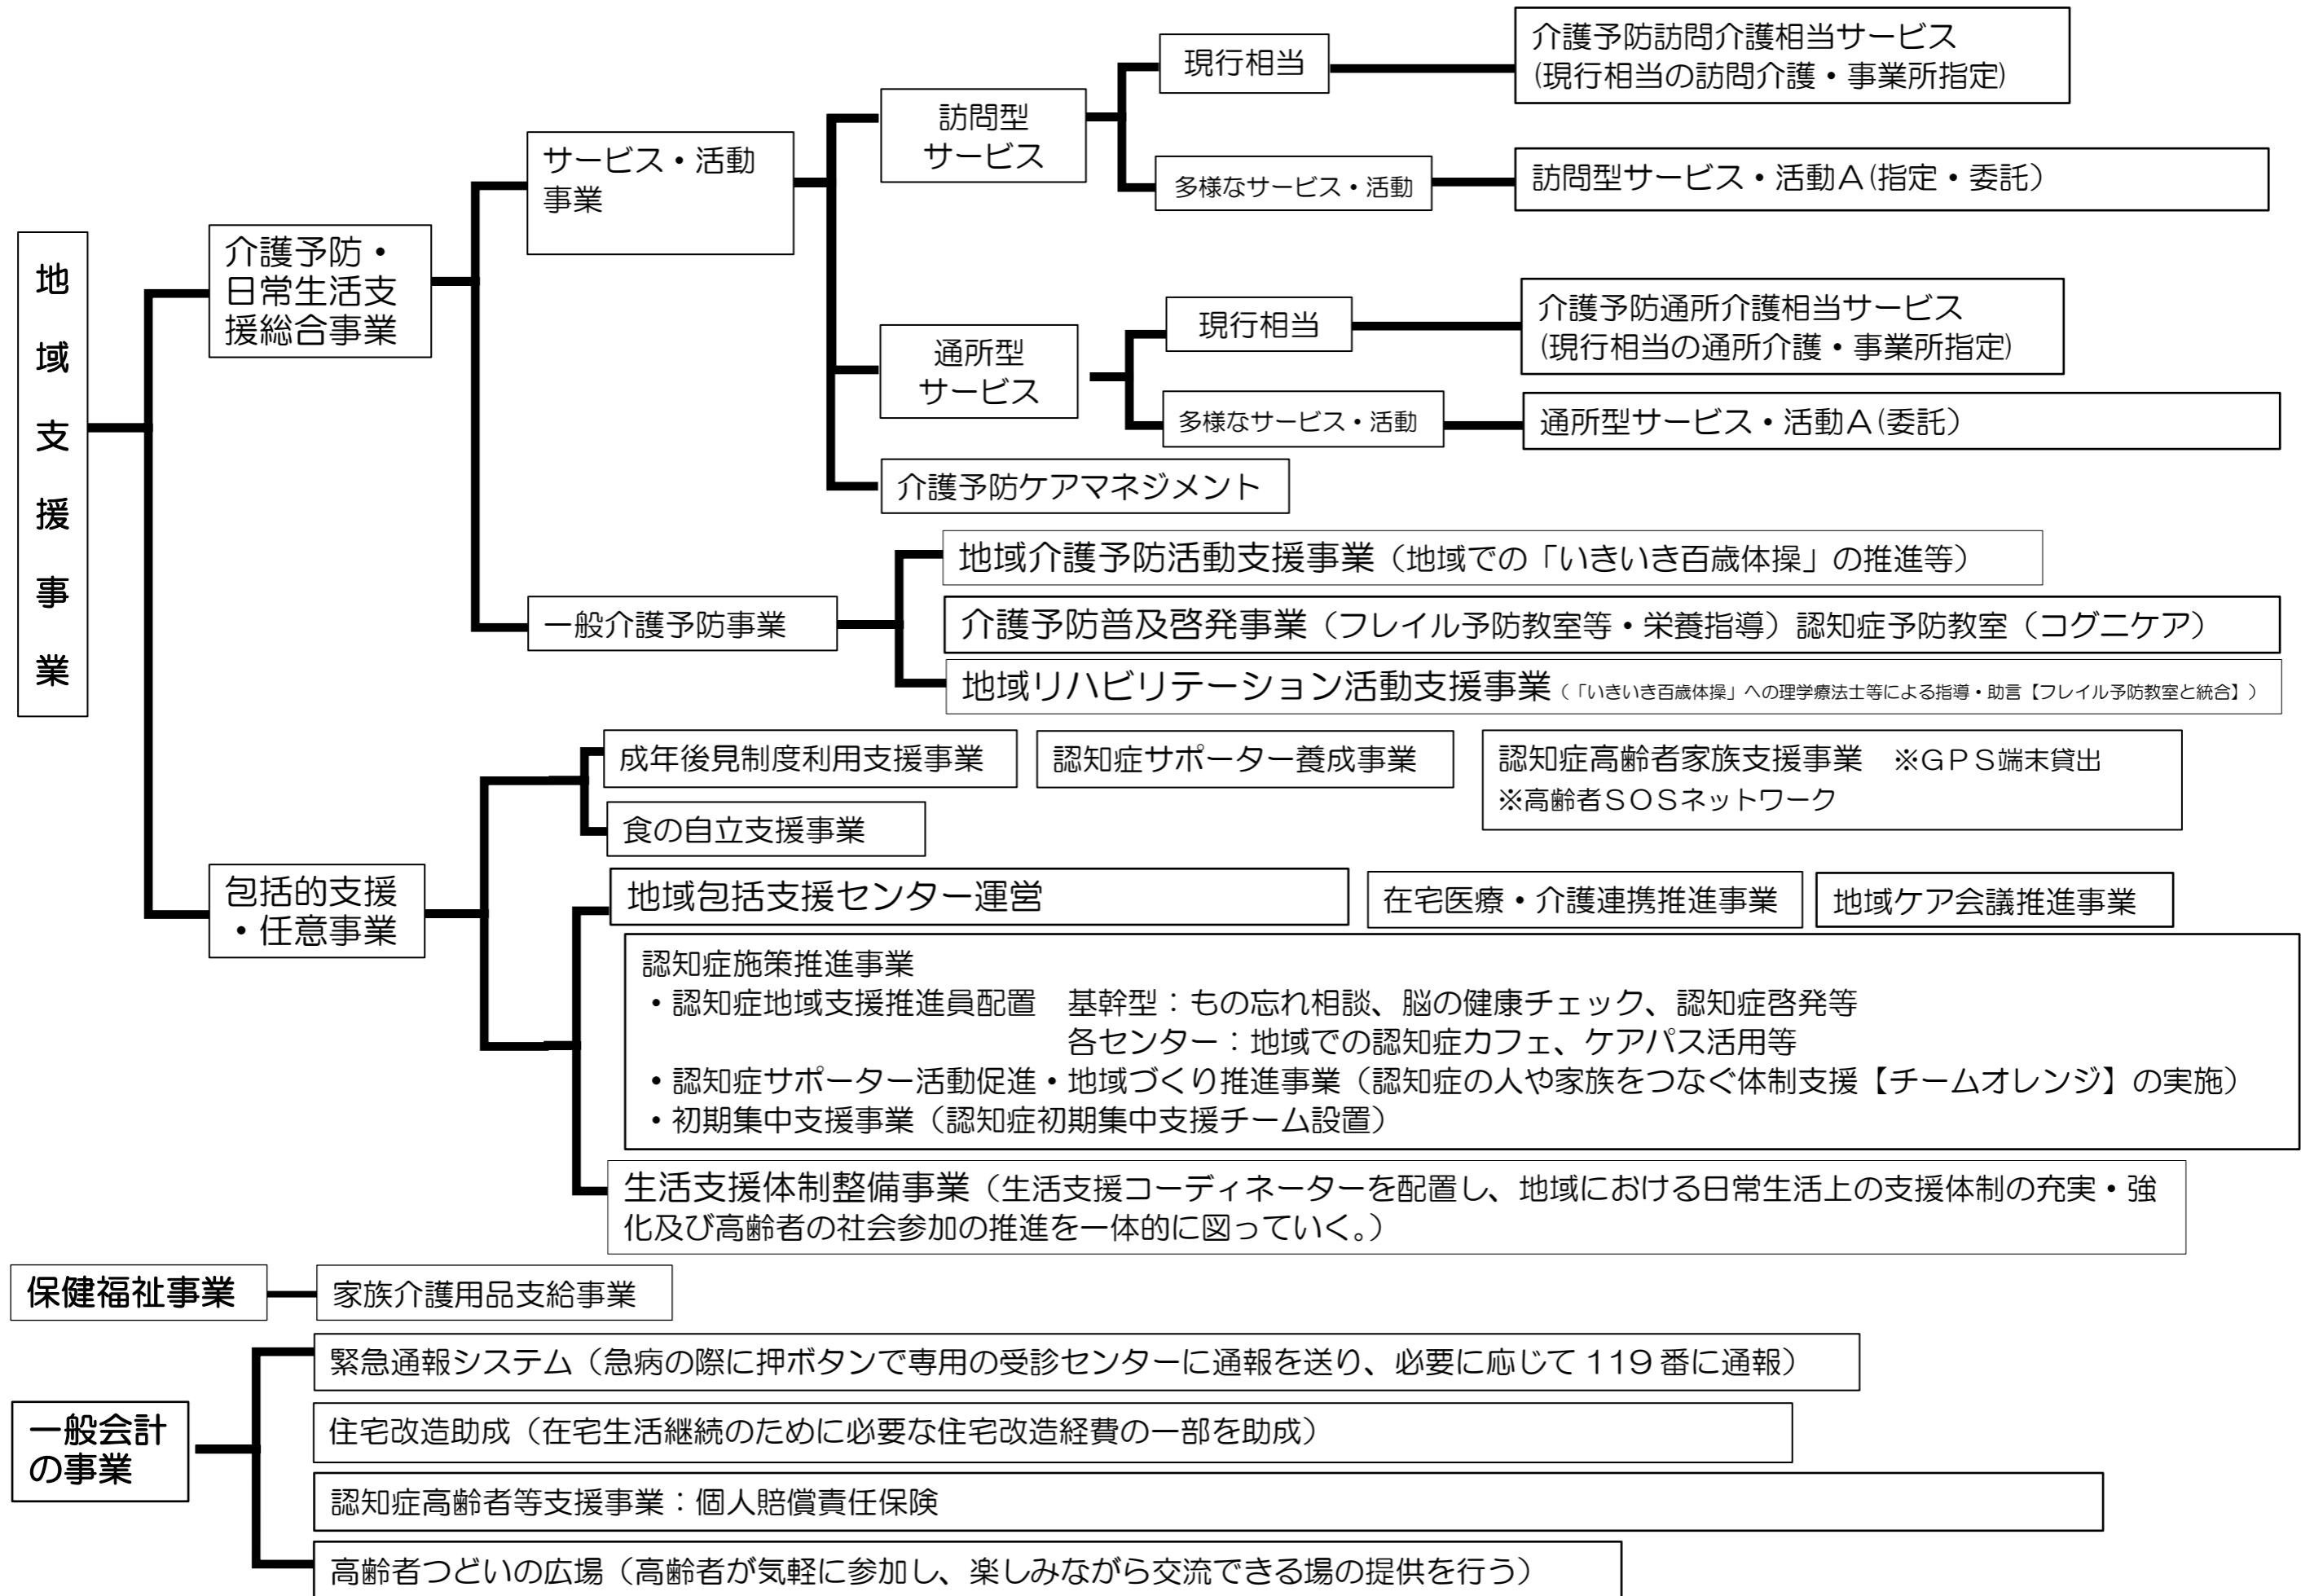 地域支援事業
介護予防・
日常生活支
援総合事業
サービス・活動
事業
訪問型
サービス
現行相当
介護予防訪問介護相当サービス
(現行相当の訪問介護・事業所指定)
多様なサービス・活動
訪問型サービス・活動A(指定・委託)
通所型
サービス
現行相当
介護予防通所介護相当サービス
(現行相当の通所介護・事業所指定)
多様なサービス・活動
通所型サービス・活動A(委託)
介護予防ケアマネジメント
一般介護予防事業
地域介護予防活動支援事業(地域での「いきいき百歳体操」の推進等)
介護予防普及啓発事業(フレイル予防教室等・栄養指導)認知症予防教室(コグニケア)
地域リハビリテーション活動支援事業(「いきいき百歳体操」への理学療法士等による指導・助言【フレイル予防教室と統合】)
包括的支援
・任意事業
成年後見制度利用支援事業
認知症サポーター養成事業
認知症高齢者家族支援事業 ※GPS端末貸出
※高齢者SOSネットワーク
食の自立支援事業
地域包括支援センター運営
在宅医療・介護連携推進事業
地域ケア会議推進事業
認知症施策推進事業
・認知症地域支援推進員配置 基幹型:もの忘れ相談、脳の健康チェック、認知症啓発等
各センター:地域での認知症カフェ、ケアパス活用等
・認知症サポーター活動促進・地域づくり推進事業(認知症の人や家族をつなぐ体制支援【チームオレンジ】の実施)
・初期集中支援事業(認知症初期集中支援チーム設置)
生活支援体制整備事業(生活支援コーディネーターを配置し、地域における日常生活上の支援体制の充実・強
化及び高齢者の社会参加の推進を一体的に図っていく。)
保健福祉事業
家族介護用品支給事業
一般会計
の事業
緊急通報システム(急病の際に押ボタンで専用の受診センターに通報を送り、必要に応じて119番に通報)
住宅改造助成(在宅生活継続のために必要な住宅改造経費の一部を助成)
認知症高齢者等支援事業:個人賠償責任保険
高齢者つどいの広場(高齢者が気軽に参加し、楽しみながら交流できる場の提供を行う)